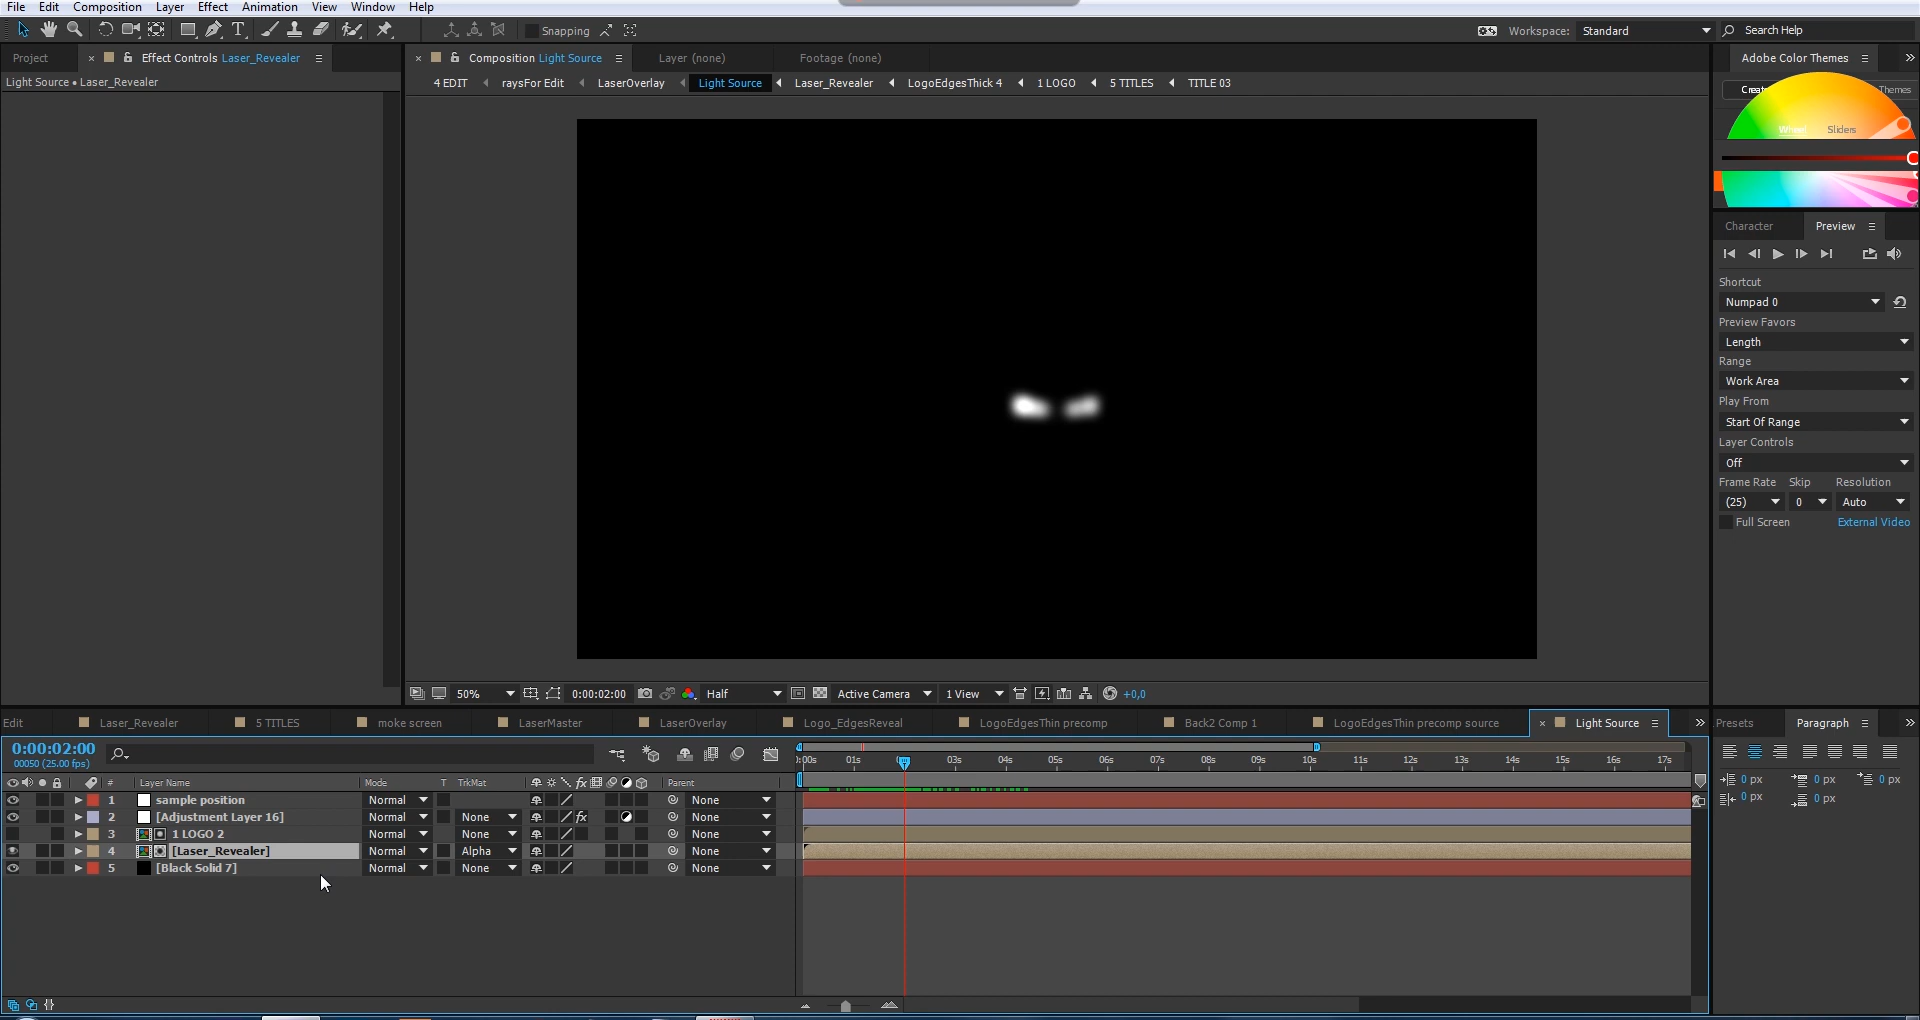 File Edit Composition Layer Effect Animation View Window Help
Snapping
Workspace: Standard
Search Help
Project
Effect Controls Laser_Revealer
Composition Light Source
Layer (none)
Footage (none)
Adobe Color Themes
Light Source • Laser_Revealer
4 EDIT raysFor Edit LaserOverlay Light Source Laser_Revealer LogoEdgesThick 4 1 LOGO 5 TITLES TITLE 03
Themes
Wheel Sliders
Character Preview
Shortcut
Numpad 0
Preview Favors
Length
Range
Work Area
Play From
Start Of Range
Layer Controls
Off
Frame Rate Skip Resolution
(25) 0 Auto
Full Screen External Video
50% 0:00:02:00 Half Active Camera 1 View +0,0
Edit Laser_Revealer 5 TITLES moke screen LaserMaster LaserOverlay Logo_EdgesReveal LogoEdgesThin precomp Back2 Comp 1 LogoEdgesThin precomp source Light Source
Presets Paragraph
0:00:02:00
00050 (25.00 fps)
:00s 01s 03s 04s 05s 06s 07s 08s 09s 10s 11s 12s 13s 14s 15s 16s 17s
# Layer Name Mode T TrkMat fx Parent
1 sample position Normal None
2 [Adjustment Layer 16] Normal None fx None
3 1 LOGO 2 Normal None None
4 [Laser_Revealer] Normal Alpha None
5 [Black Solid 7] Normal None None
0 px 0 px 0 px
0 px 0 px